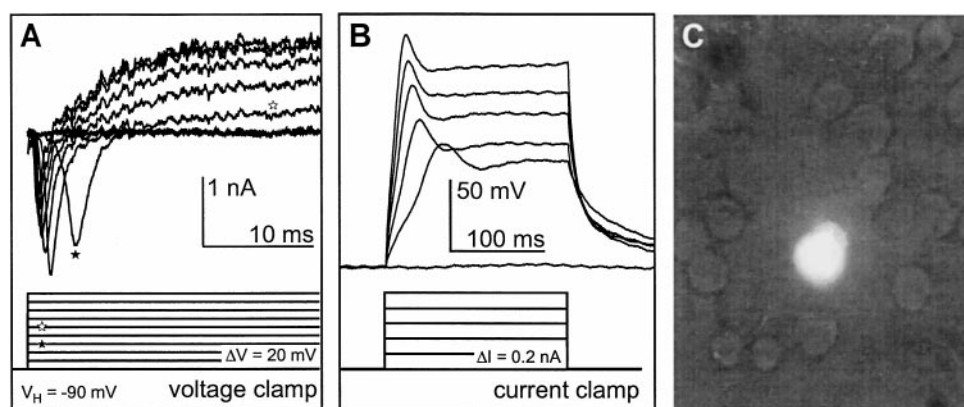 A
1 nA
10 ms
☆
★
☆
★
ΔV = 20 mV
V_H = -90 mV
voltage clamp
B
50 mV
100 ms
ΔI = 0.2 nA
current clamp
C